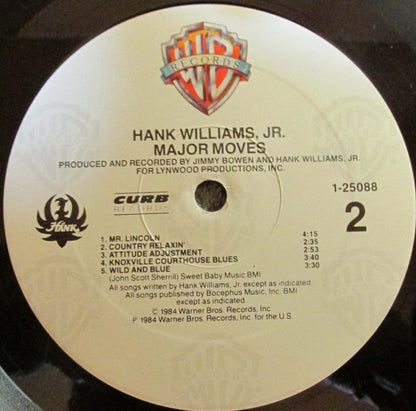 WB
RECORDS
HANK WILLIAMS, JR.
MAJOR MOVES
PRODUCED AND RECORDED BY JIMMY BOWEN AND HANK WILLIAMS, JR.
FOR LYNWOOD PRODUCTIONS, INC.
1-25088
HANK
CURB
RECORDS
2
1. MR. LINCOLN 4:15
2. COUNTRY RELAXIN' 2:35
3. ATTITUDE ADJUSTMENT 2:53
4. KNOXVILLE COURTHOUSE BLUES 3:40
5. WILD AND BLUE 3:30
(John Scott Sherrill) Sweet Baby Music BMI
All songs written by Hank Williams, Jr. except as indicated.
All songs published by Bocephus Music, Inc. BMI
except as indicated.
© 1984 Warner Bros. Records, Inc.
℗ 1984 Warner Bros. Records, Inc. for the U.S.